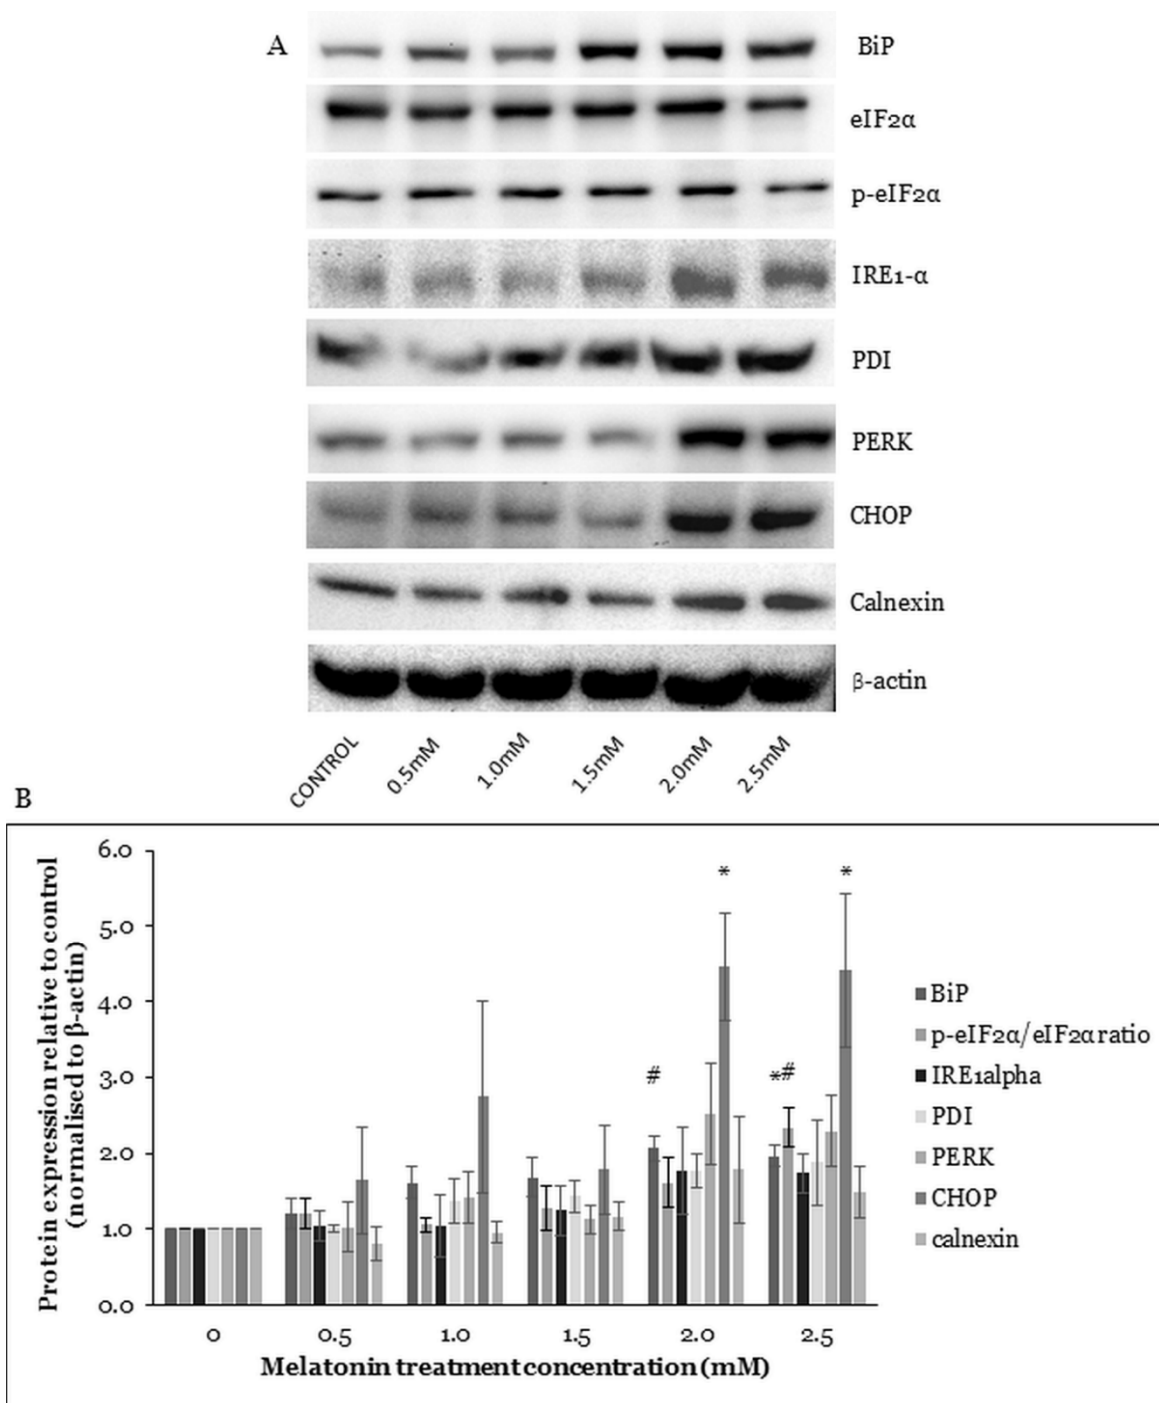 A
BiP
eIF2α
p-eIF2α
IRE1-α
PDI
PERK
CHOP
Calnexin
β-actin
CONTROL
0.5mM
1.0mM
1.5mM
2.0mM
2.5mM
B
Protein expression relative to control
(normalised to β-actin)
6.0
5.0
4.0
3.0
2.0
1.0
0.0
*
*
#
*#
0
0.5
1.0
1.5
2.0
2.5
Melatonin treatment concentration (mM)
BiP
p-eIF2α/eIF2α ratio
IRE1alpha
PDI
PERK
CHOP
calnexin